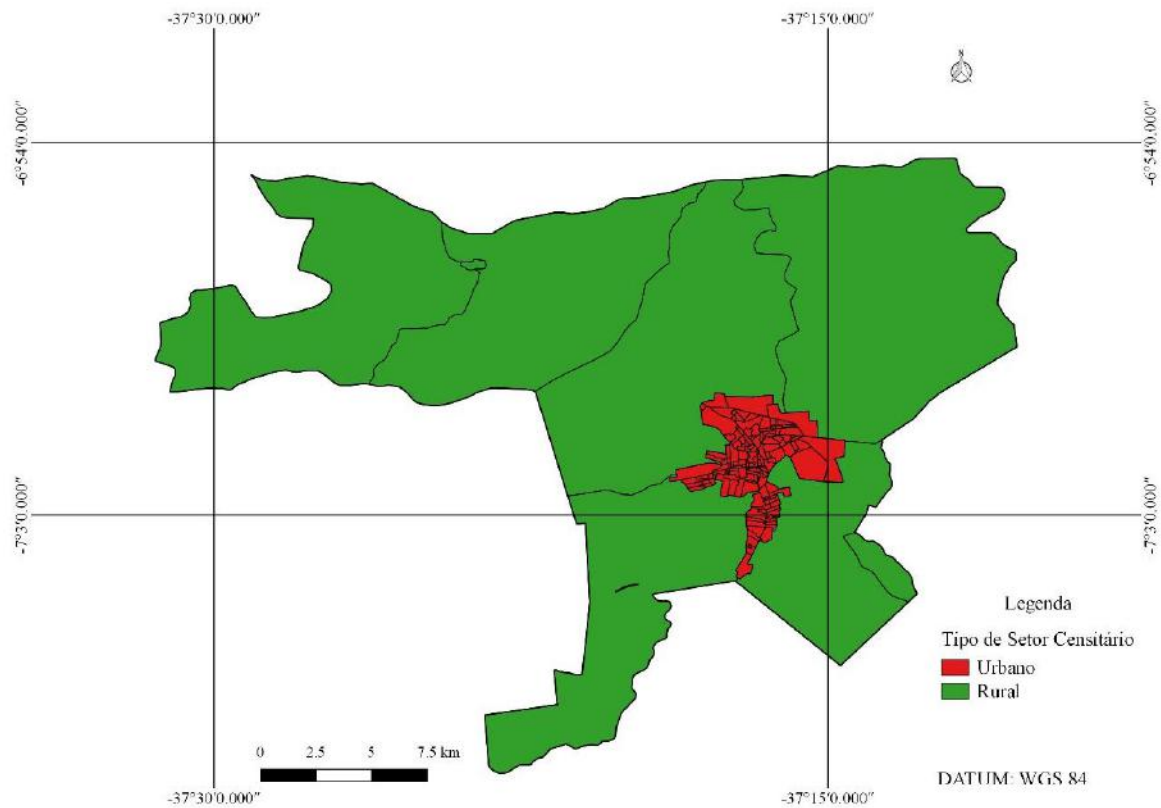 -37°30'0.000"
-37°15'0.000"
N
-6°54'0.000"
-6°54'0.000"
-7°3'0.000"
-7°3'0.000"
Legenda
Tipo de Setor Censitário
Urbano
Rural
0 2.5 5 7.5 km
DATUM: WGS 84
-37°30'0.000"
-37°15'0.000"